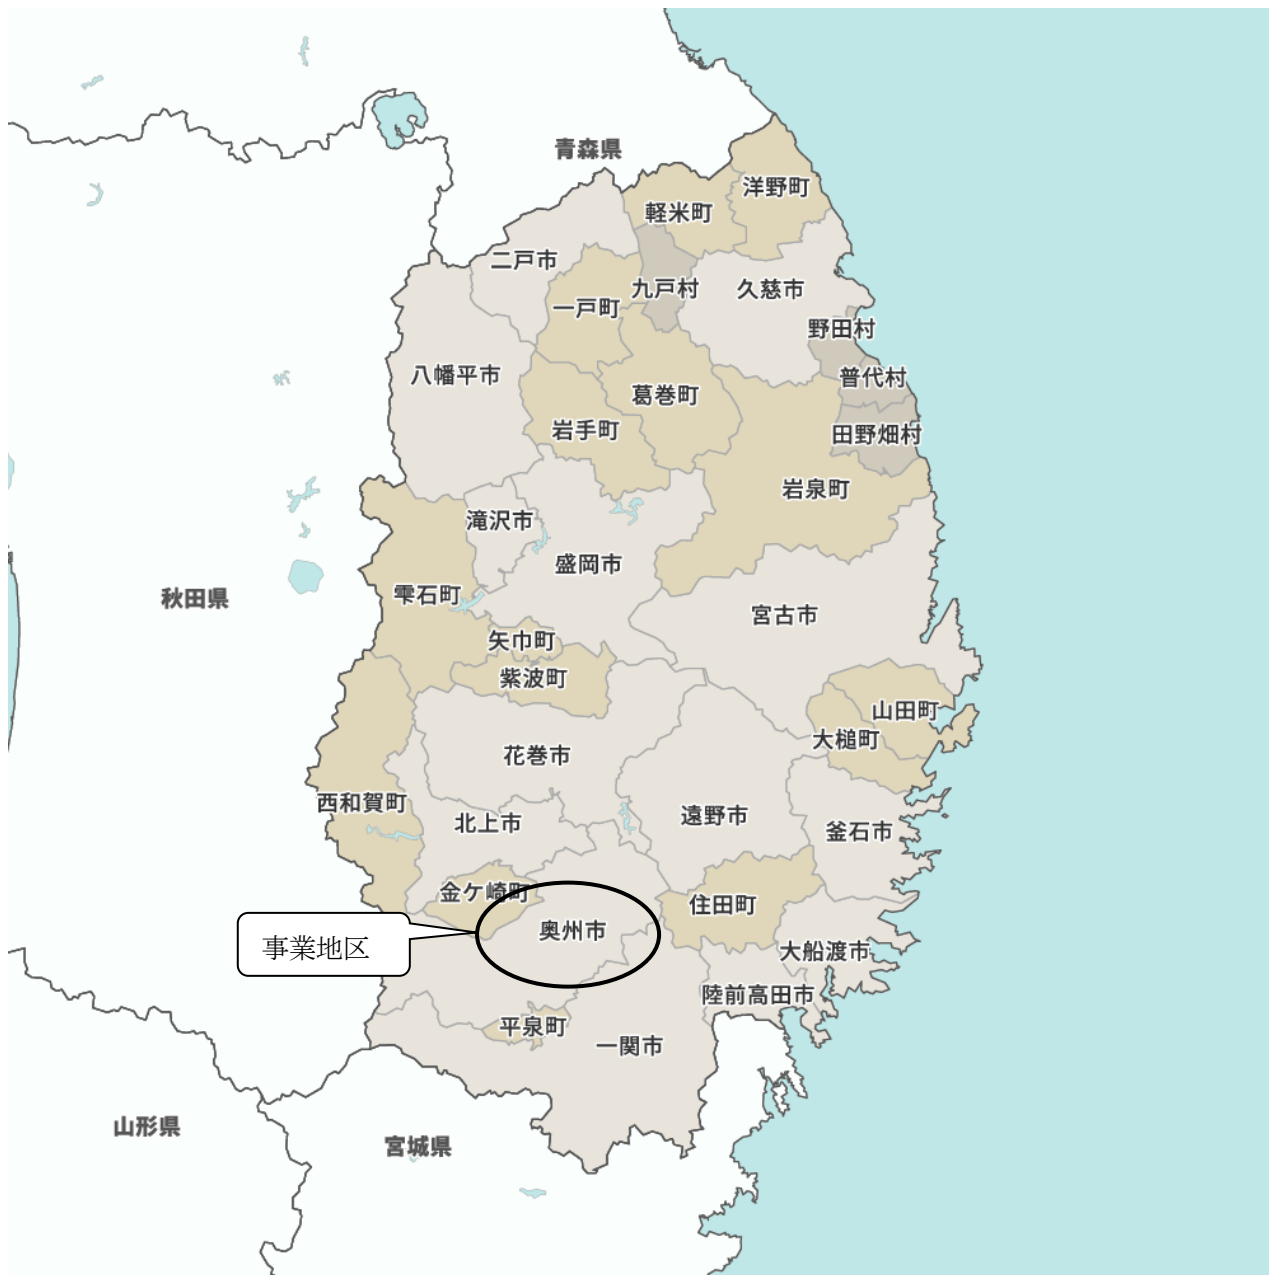 青森県
洋野町
軽米町
二戸市
九戸村
久慈市
一戸町
野田村
八幡平市
普代村
葛巻町
岩手町
田野畑村
岩泉町
滝沢市
盛岡市
雫石町
秋田県
宮古市
矢巾町
紫波町
山田町
大槌町
花巻市
西和賀町
遠野市
北上市
釜石市
金ケ崎町
住田町
奥州市
事業地区
大船渡市
陸前高田市
平泉町
一関市
山形県
宮城県